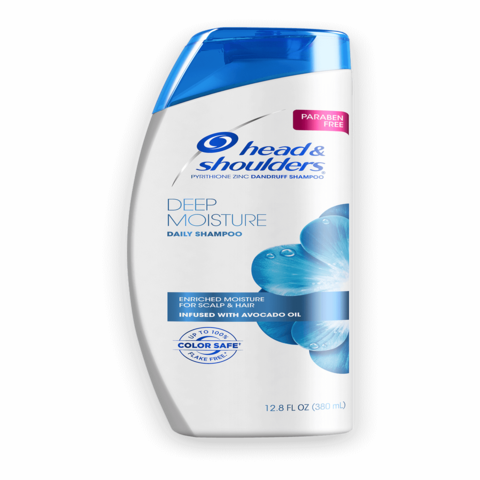 PARABEN
FREE
head &
shoulders
PYRITHIONE ZINC DANDRUFF SHAMPOO
DEEP
MOISTURE
DAILY SHAMPOO
ENRICHED MOISTURE
FOR SCALP & HAIR
INFUSED WITH AVOCADO OIL
UP TO 100%
COLOR SAFE*
FLAKE FREE*
12.8 FL OZ (380 mL)